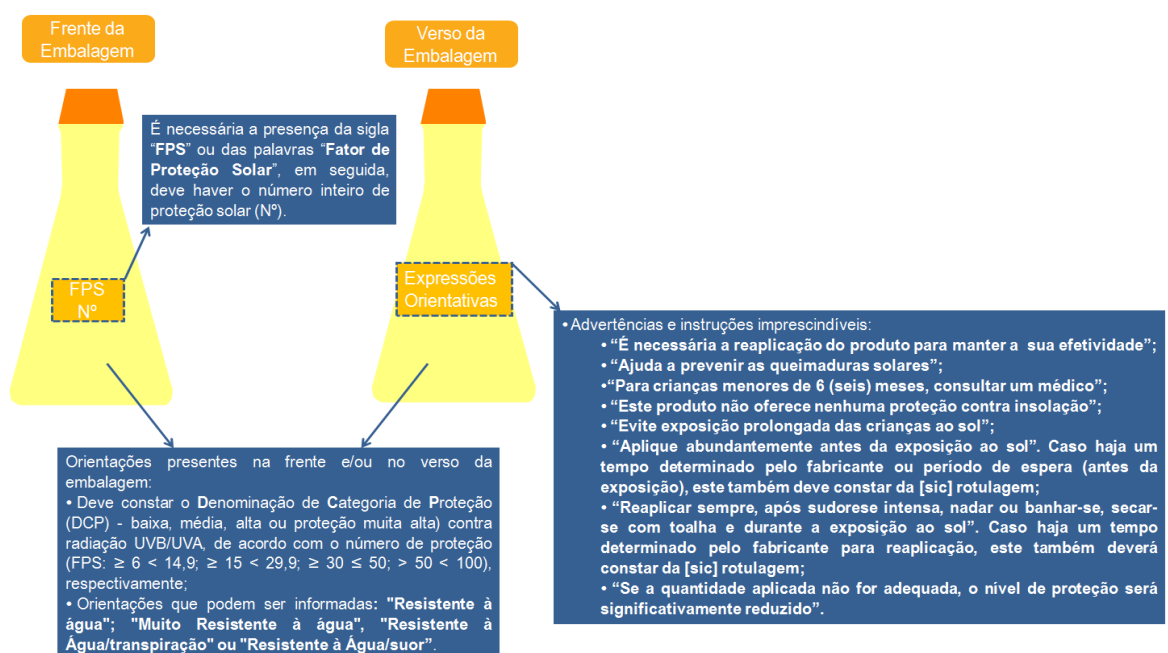 Frente da
Embalagem
Verso da
Embalagem
É necessária a presença da sigla
“FPS” ou das palavras “Fator de
Proteção Solar”, em seguida,
deve haver o número inteiro de
proteção solar (Nº).
FPS
Nº
Expressões
Orientativas
• Advertências e instruções imprescindíveis:
• “É necessária a reaplicação do produto para manter a sua efetividade”;
• “Ajuda a prevenir as queimaduras solares”;
•“Para crianças menores de 6 (seis) meses, consultar um médico”;
• “Este produto não oferece nenhuma proteção contra insolação”;
• “Evite exposição prolongada das crianças ao sol”;
• “Aplique abundantemente antes da exposição ao sol”. Caso haja um
tempo determinado pelo fabricante ou período de espera (antes da
exposição), este também deve constar da [sic] rotulagem;
• “Reaplicar sempre, após sudorese intensa, nadar ou banhar-se, secar-
se com toalha e durante a exposição ao sol”. Caso haja um tempo
determinado pelo fabricante para reaplicação, este também deverá
constar da [sic] rotulagem;
• “Se a quantidade aplicada não for adequada, o nível de proteção será
significativamente reduzido”.
Orientações presentes na frente e/ou no verso da
embalagem:
• Deve constar o Denominação de Categoria de Proteção
(DCP) - baixa, média, alta ou proteção muita alta) contra
radiação UVB/UVA, de acordo com o número de proteção
(FPS: ≥ 6 < 14,9; ≥ 15 < 29,9; ≥ 30 ≤ 50; > 50 < 100),
respectivamente;
• Orientações que podem ser informadas: "Resistente à
água"; "Muito Resistente à água", "Resistente à
Água/transpiração" ou "Resistente à Água/suor”.